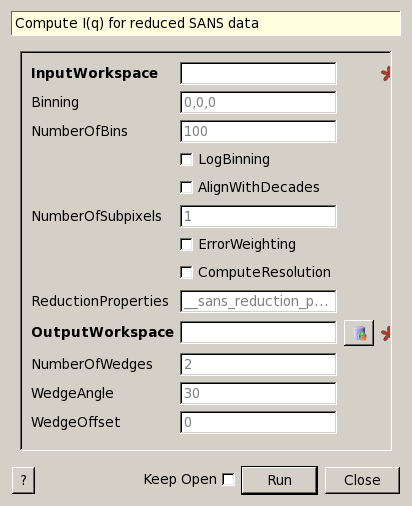 Compute I(q) for reduced SANS data
InputWorkspace
Binning 0,0,0
NumberOfBins 100
LogBinning
AlignWithDecades
NumberOfSubpixels 1
ErrorWeighting
ComputeResolution
ReductionProperties __sans_reduction_p...
OutputWorkspace
NumberOfWedges 2
WedgeAngle 30
WedgeOffset 0
? Keep Open Run Close